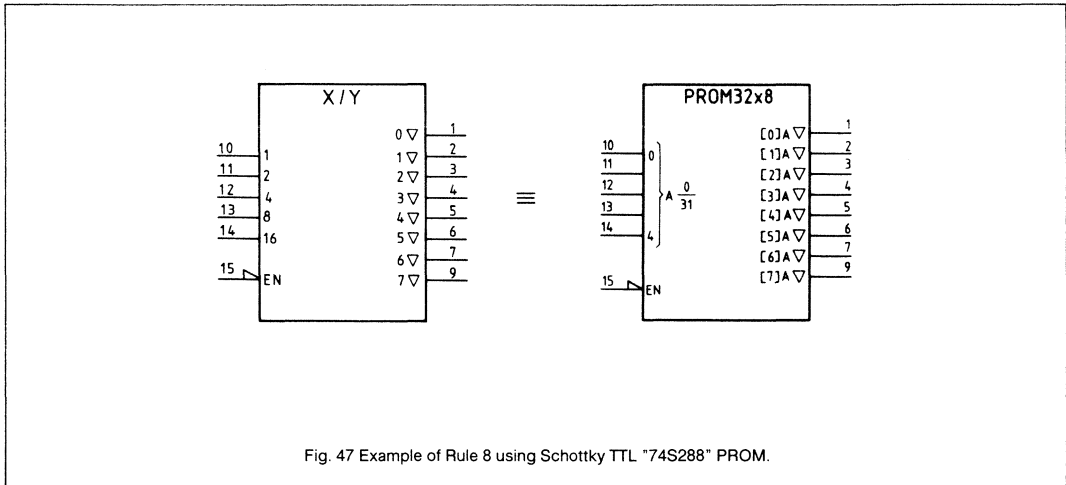 X/Y
0 ▽ 1
10 1
1 ▽ 2
11 2
2 ▽ 3
12 4
3 ▽ 4
13 8
4 ▽ 5
14 16
5 ▽ 6
6 ▽ 7
15 EN
7 ▽ 9
≡
PROM32x8
[0]A ▽ 1
10 0
[1]A ▽ 2
11
[2]A ▽ 3
12
A 0/31
[3]A ▽ 4
13
[4]A ▽ 5
14 4
[5]A ▽ 6
[6]A ▽ 7
15 EN
[7]A ▽ 9
Fig. 47 Example of Rule 8 using Schottky TTL "74S288" PROM.